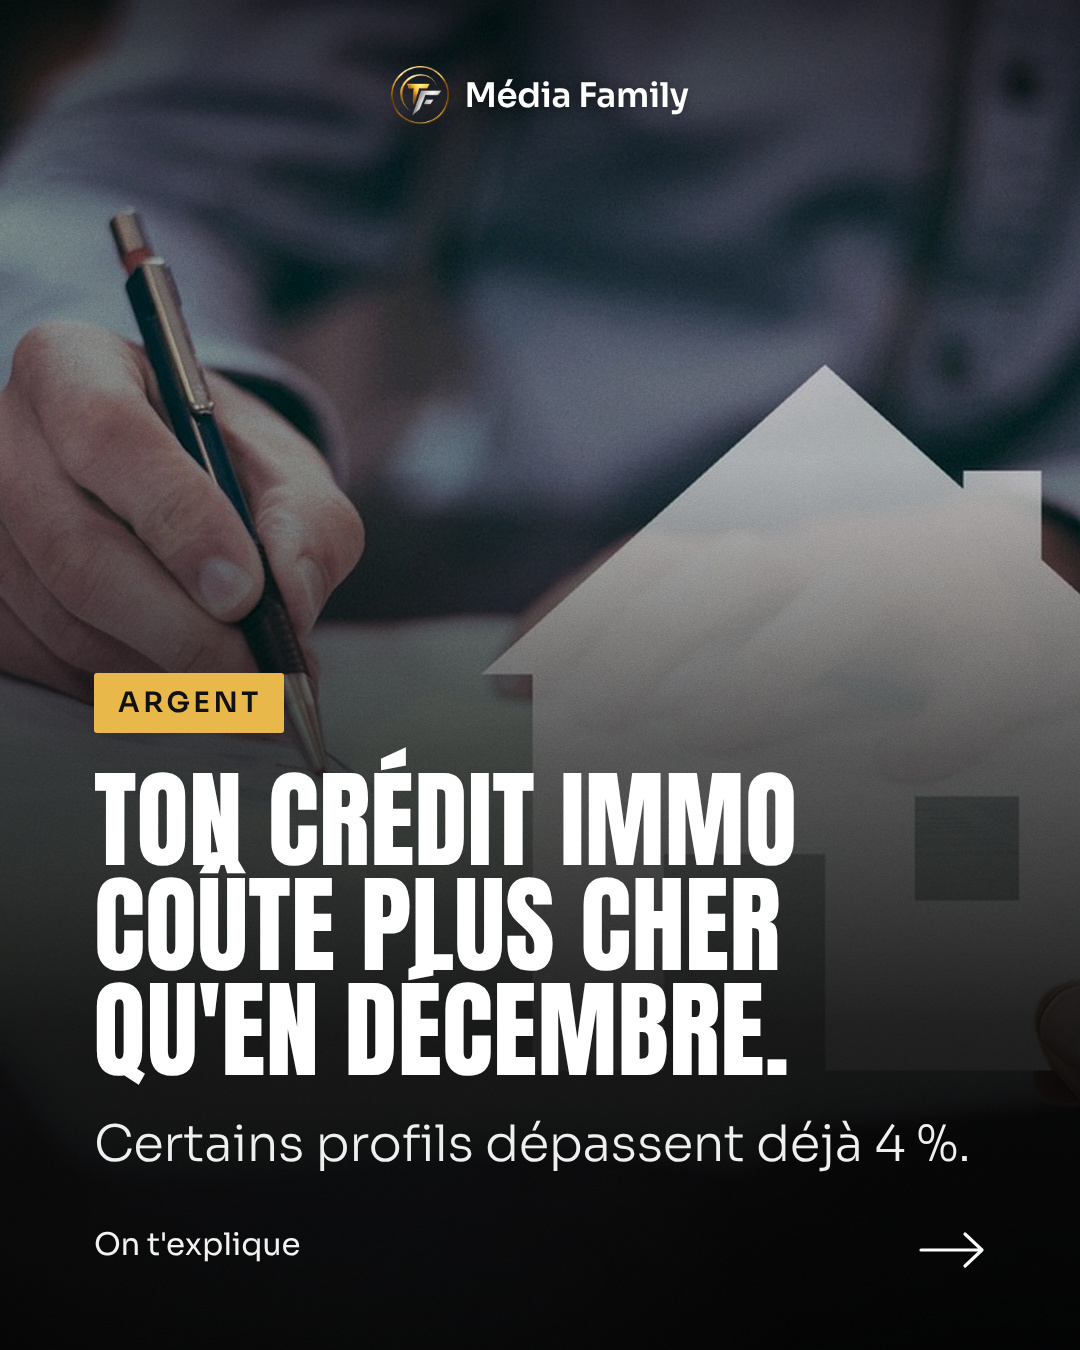 TF Média Family
ARGENT
TON CRÉDIT IMMO
COÛTE PLUS CHER
QU'EN DÉCEMBRE.
Certains profils dépassent déjà 4 %.
On t'explique